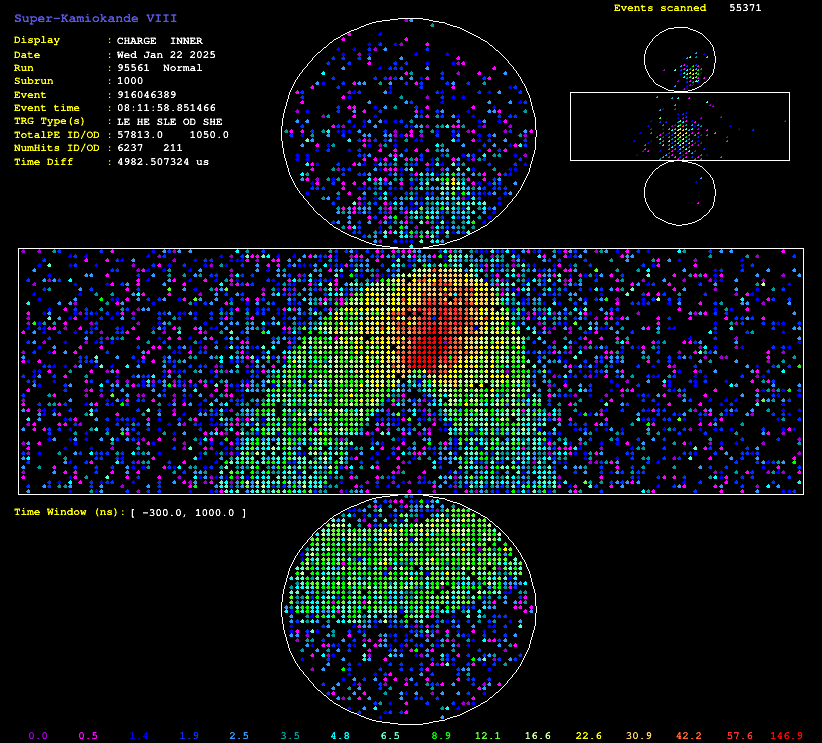 Super-Kamiokande VIII
Events scanned 55371
Display : CHARGE INNER
Date : Wed Jan 22 2025
Run : 95561 Normal
Subrun : 1000
Event : 916046389
Event time : 08:11:58.851466
TRG Type(s) : LE HE SLE OD SHE
TotalPE ID/OD : 57813.0 1050.0
NumHits ID/OD : 6237 211
Time Diff : 4982.507324 us
Time Window (ns): [ -300.0, 1000.0 ]
0.0 0.5 1.4 1.9 2.5 3.5 4.8 6.5 8.9 12.1 16.6 22.6 30.9 42.2 57.6 146.9